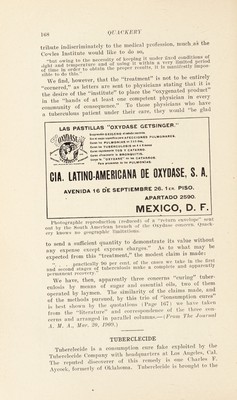 168 QUACKERY
tribute indiscriminately to the medical profession, much as the
Cowles Institute would like to do so,
"but owing to the necessity of keeping it under fixed conditions of
light and temperature and of using it within a very limited period
of time in order to obtain the proper results, it is manifestly impos-
sible to do this."
We find, however, that the "treatment" is not to be entirely
"ocurred," as letters are sent to physicians stating that it is
the desire of the "institute" to place the "oxygenated product"
in the "hands of at least one competent physician in every
community of consequence." To those physicians who have
a tuberculous patient under their care, they would "be glad
LAS PASTILLAS "OXYDASE GETSINGER."
CIA. LATINO-AMERICANA DE OXYDASE, S. A.
AVENIDA 16 DE SEPTIEMBRE 26. 1ER. PISO.
APARTADO 2590.
MEXICO, D. F.
Photographic reproduction (reduced) of a "return envelope" sent
out by the South American branch of the Oxydase concern. Quack-
ery knows no geographic limitations.
to send a sufficient quantity to demonstrate its value without
any expense except express charges." As to what may be
expected from this "treatment," the modest claim is made:
practically 90 per cent. of the cases we take in the first
and second stages of tuberculosis make a complete and apparently
permanent recovery."
We have, then, apparently three concerns "curing" tuber-
culosis by means of sugar and essential oils, two of them
operated by laymen. The similarity of the claims made, and
of the methods pursued, by this trio of "consumption cures"
is best shown by the quotations (Page 167) we have taken
from the "literature" and correspondence of the three con-
cerns and arranged in parallel columns.—(From The Journal
A. M. A., Mar. 20, 1909.)
TUBERCLECIDE
Tuberclecide is a consumption cure fake exploited by the
Tuberclecide Company with headquarters at Los Angeles, Cal.
The reputed discoverer of this remedy is one Charles F.
Aycock, formerly of Oklahoma. Tuberclecide is brought to the